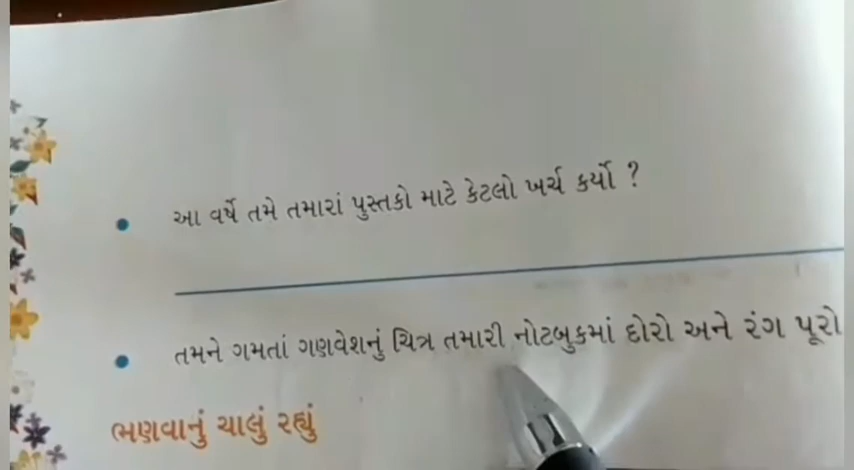 આ વર્ષે તમે તમારાં પુસ્તકો માટે કેટલો ખર્ચ કર્યો ?
તમને ગમતાં ગણવેશનું ચિત્ર તમારી નોટબુકમાં દોરો અને રંગ પૂરો
ભણવાનું ચાલું રહ્યું